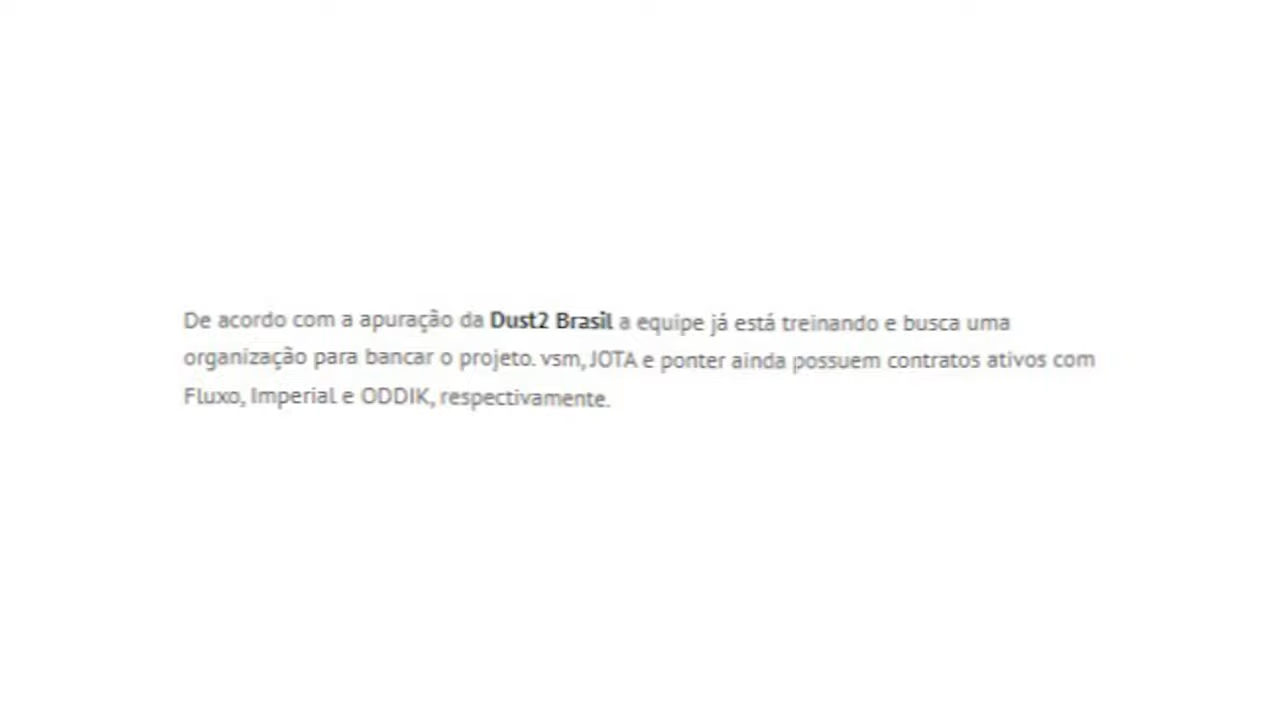 De acordo com a apuração da Dust2 Brasil a equipe já está treinando e busca uma
organização para bancar o projeto. vsm, JOTA e ponter ainda possuem contratos ativos com
Fluxo, Imperial e ODDIK, respectivamente.